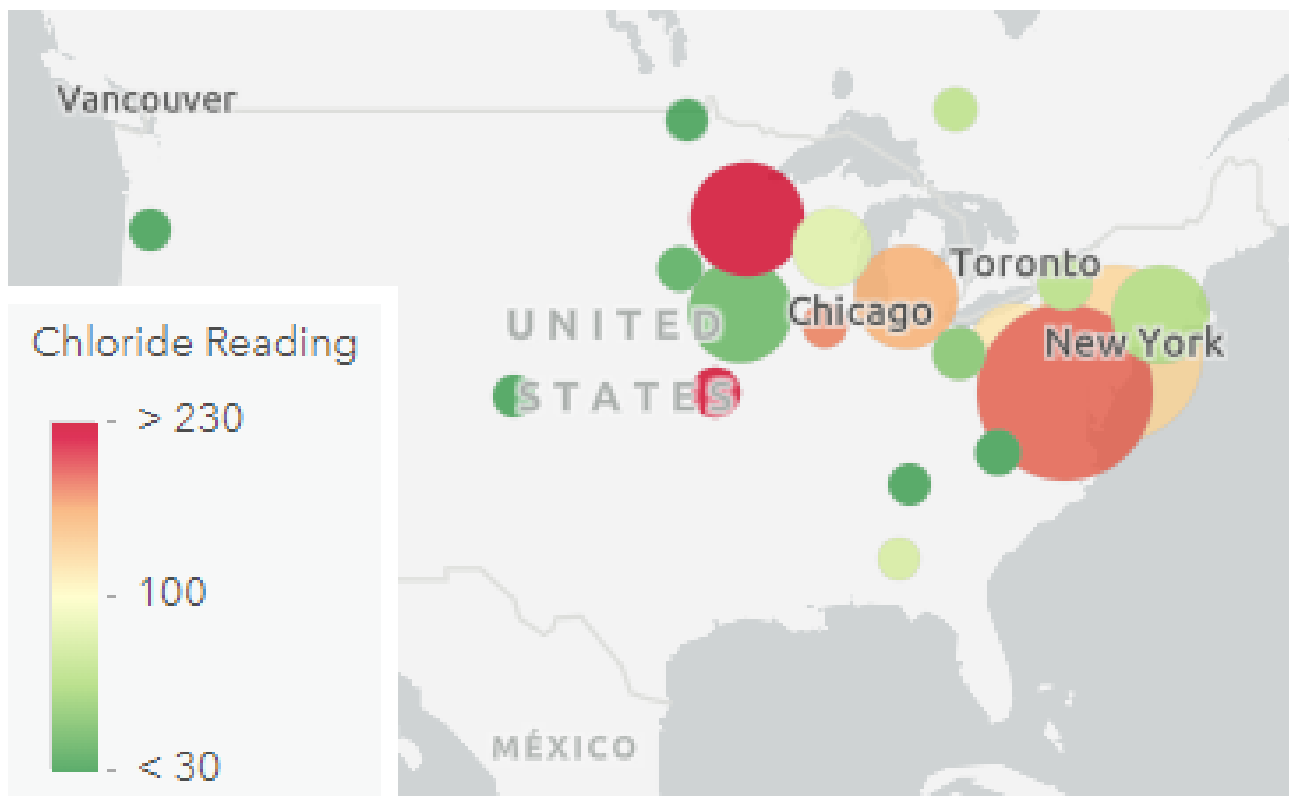 Vancouver
Toronto
UNITED
Chicago
New York
STATES
MÉXICO
Chloride Reading
> 230
100
< 30